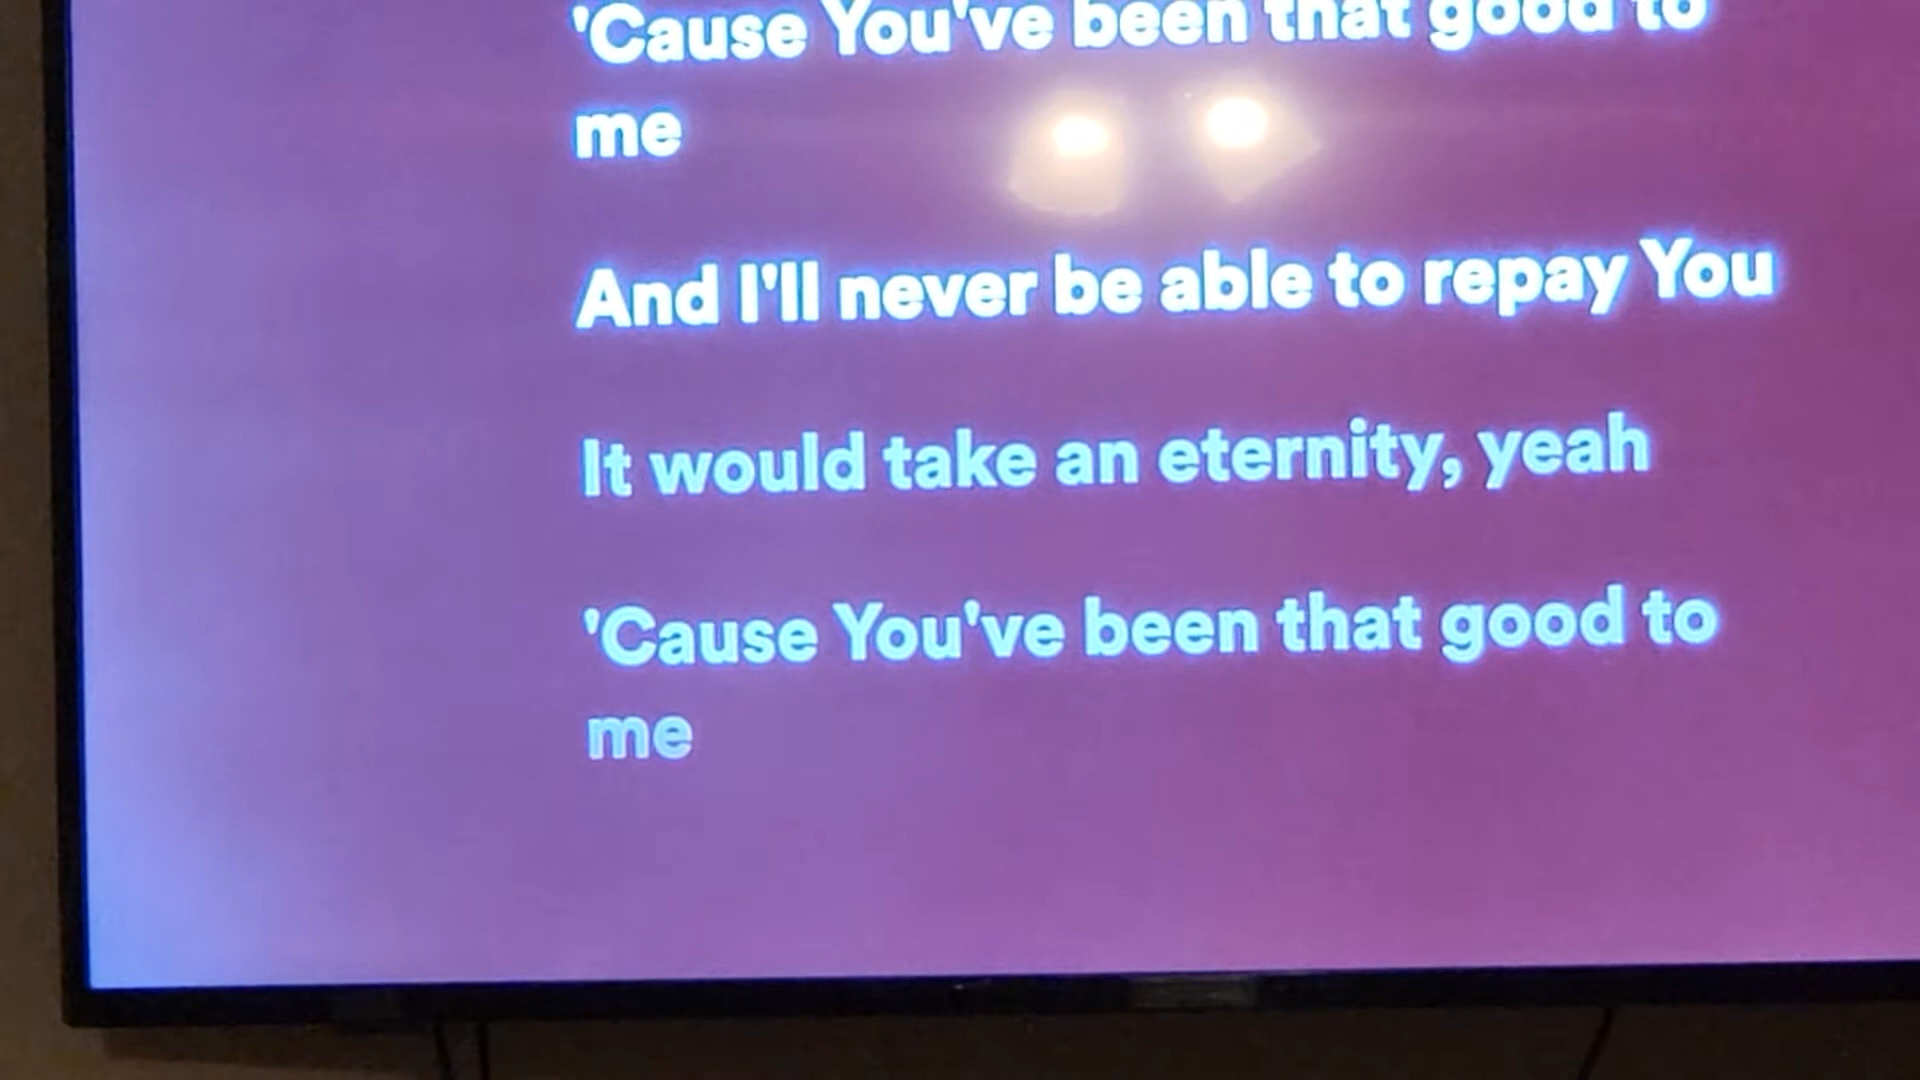 'Cause You've been that good to
me
And I'll never be able to repay You
It would take an eternity, yeah
'Cause You've been that good to
me